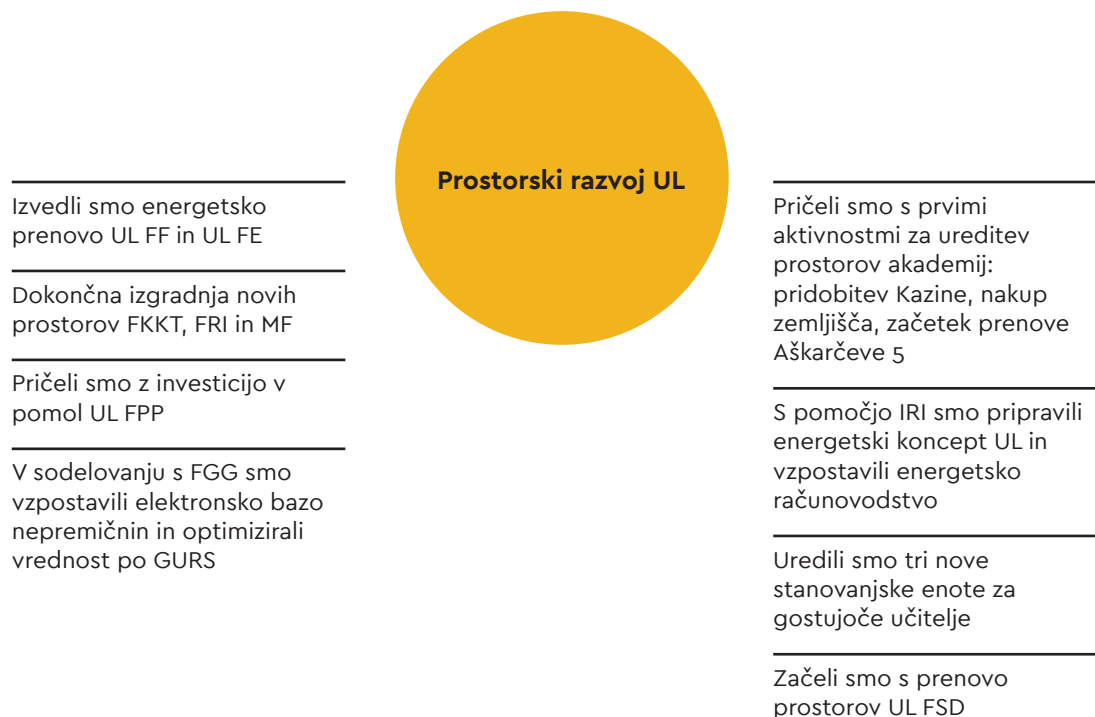 Prostorski razvoj UL
Izvedli smo energetsko
prenovo UL FF in UL FE
Dokončna izgradnja novih
prostorov FKKT, FRI in MF
Pričeli smo z investicijo v
pomol UL FPP
V sodelovanju s FGG smo
vzpostavili elektronsko bazo
nepremičnin in optimizirali
vrednost po GURS
Pričeli smo s prvimi
aktivnostmi za ureditev
prostorov akademij:
pridobitev Kazine, nakup
zemljišča, začetek prenove
Aškarčeve 5
S pomočjo IRI smo pripravili
energetski koncept UL in
vzpostavili energetsko
računovodstvo
Uredili smo tri nove
stanovanjske enote za
gostujoče učitelje
Začeli smo s prenovo
prostorov UL FSD